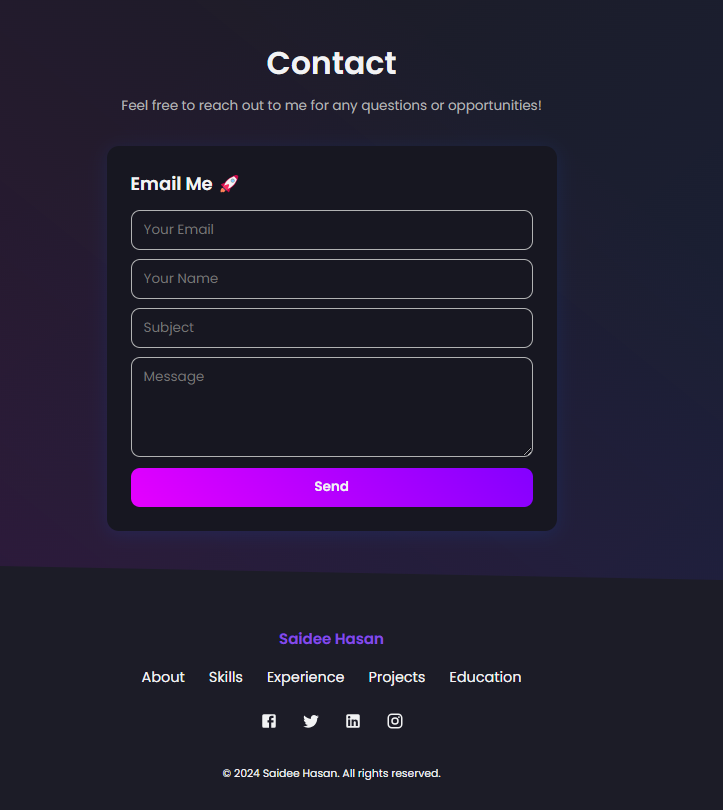 Contact
Feel free to reach out to me for any questions or opportunities!
Email Me 🚀
Your Email
Your Name
Subject
Message
Send
Saidee Hasan
About Skills Experience Projects Education
© 2024 Saidee Hasan. All rights reserved.